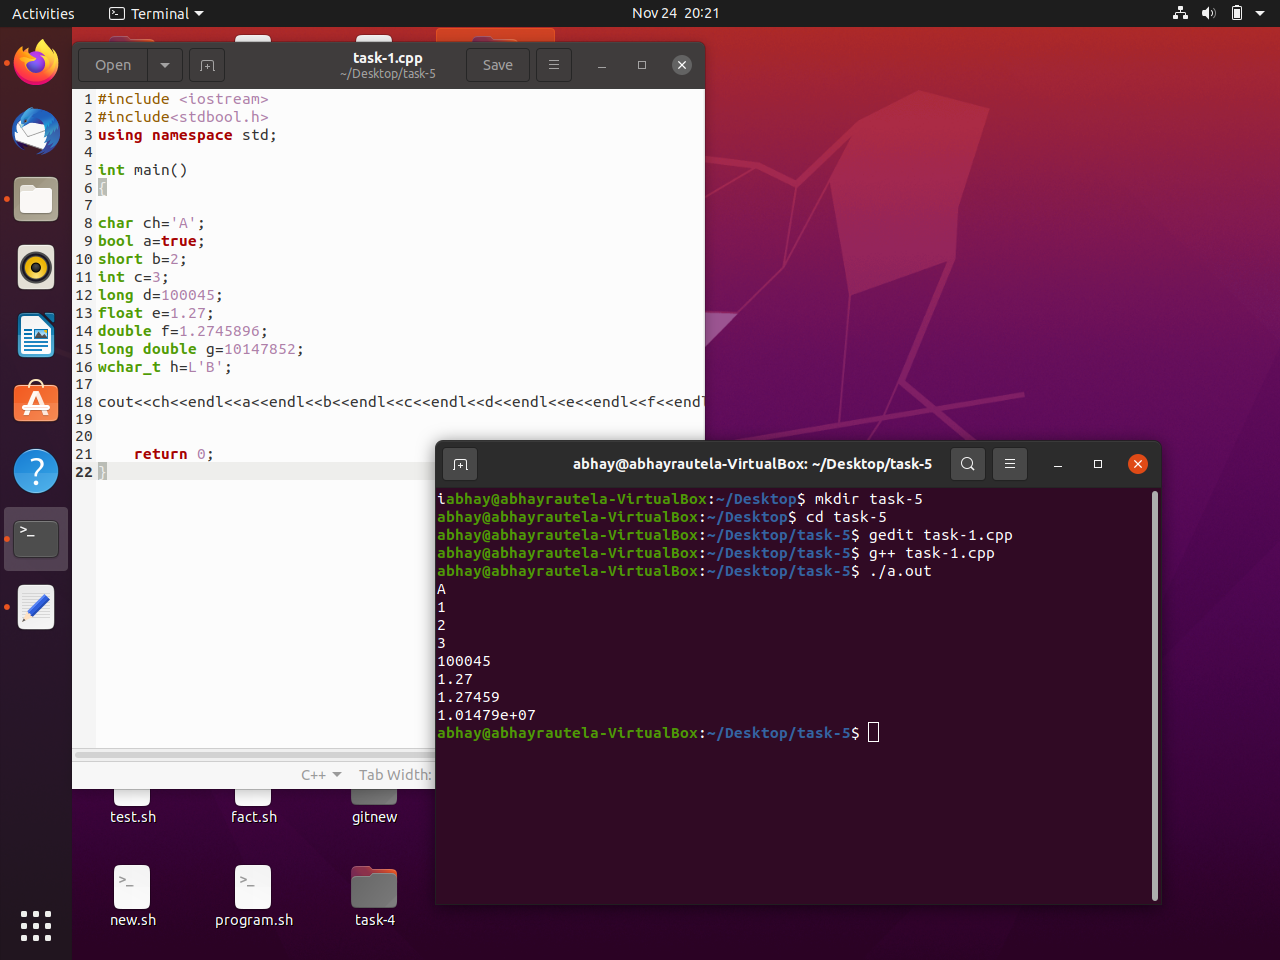 Activities
Terminal
Nov 24 20:21
Open
task-1.cpp
~/Desktop/task-5
Save
1 #include <iostream>
2 #include<stdbool.h>
3 using namespace std;
4
5 int main()
6 {
7
8 char ch='A';
9 bool a=true;
10 short b=2;
11 int c=3;
12 long d=100045;
13 float e=1.27;
14 double f=1.2745896;
15 long double g=10147852;
16 wchar_t h=L'B';
17
18 cout<<ch<<endl<<a<<endl<<b<<endl<<c<<endl<<d<<endl<<e<<endl<<f<<endl
19
20
21     return 0;
22 }
C++
Tab Width:
abhay@abhayrautela-VirtualBox: ~/Desktop/task-5
iabhay@abhayrautela-VirtualBox:~/Desktop$ mkdir task-5
abhay@abhayrautela-VirtualBox:~/Desktop$ cd task-5
abhay@abhayrautela-VirtualBox:~/Desktop/task-5$ gedit task-1.cpp
abhay@abhayrautela-VirtualBox:~/Desktop/task-5$ g++ task-1.cpp
abhay@abhayrautela-VirtualBox:~/Desktop/task-5$ ./a.out
A
1
2
3
100045
1.27
1.27459
1.01479e+07
abhay@abhayrautela-VirtualBox:~/Desktop/task-5$
test.sh
fact.sh
gitnew
new.sh
program.sh
task-4